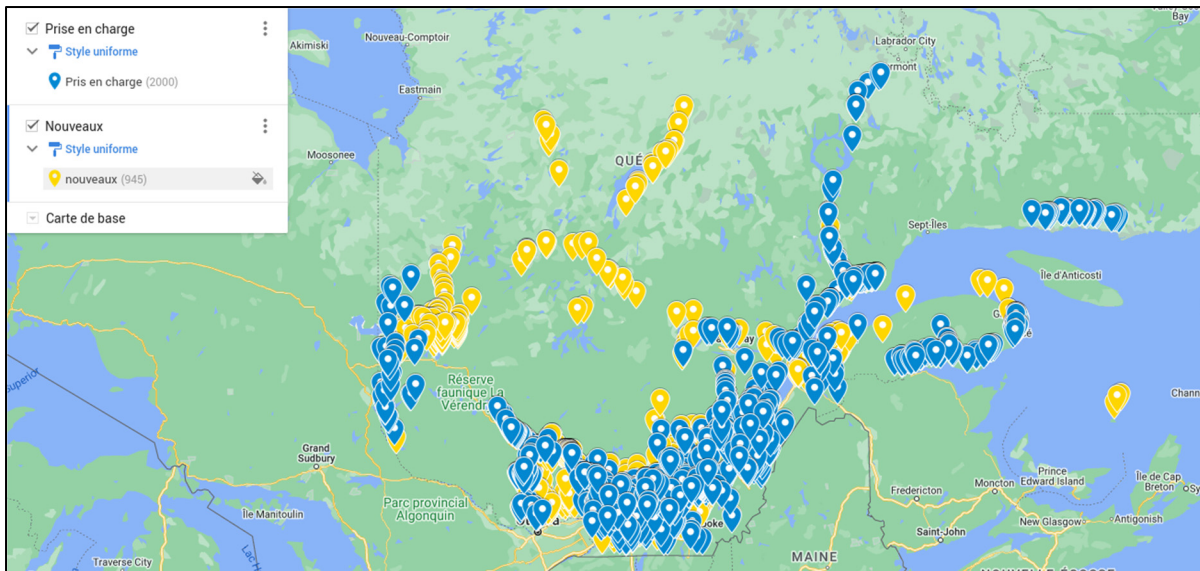 Prise en charge
Style uniforme
Pris en charge (2000)
Nouveaux
Style uniforme
nouveaux (945)
Carte de base
Bay
Akimiski
Nouveau-Comptoir
Labrador City
Eastmain
Moosonee
QUÉ
Sept-Îles
Île d'Anticosti
Superior
Réserve
faunique La
Vérendr
Chann
Grand
Sudbury
Parc provincial
Algonquin
Île Manitoulin
Lac H
Traverse City
Prince
Edward Island
Île de Cap
Breton
Sy
Fredericton
Moncton
New Glasgow
Antigonish
Saint-John
MAINE